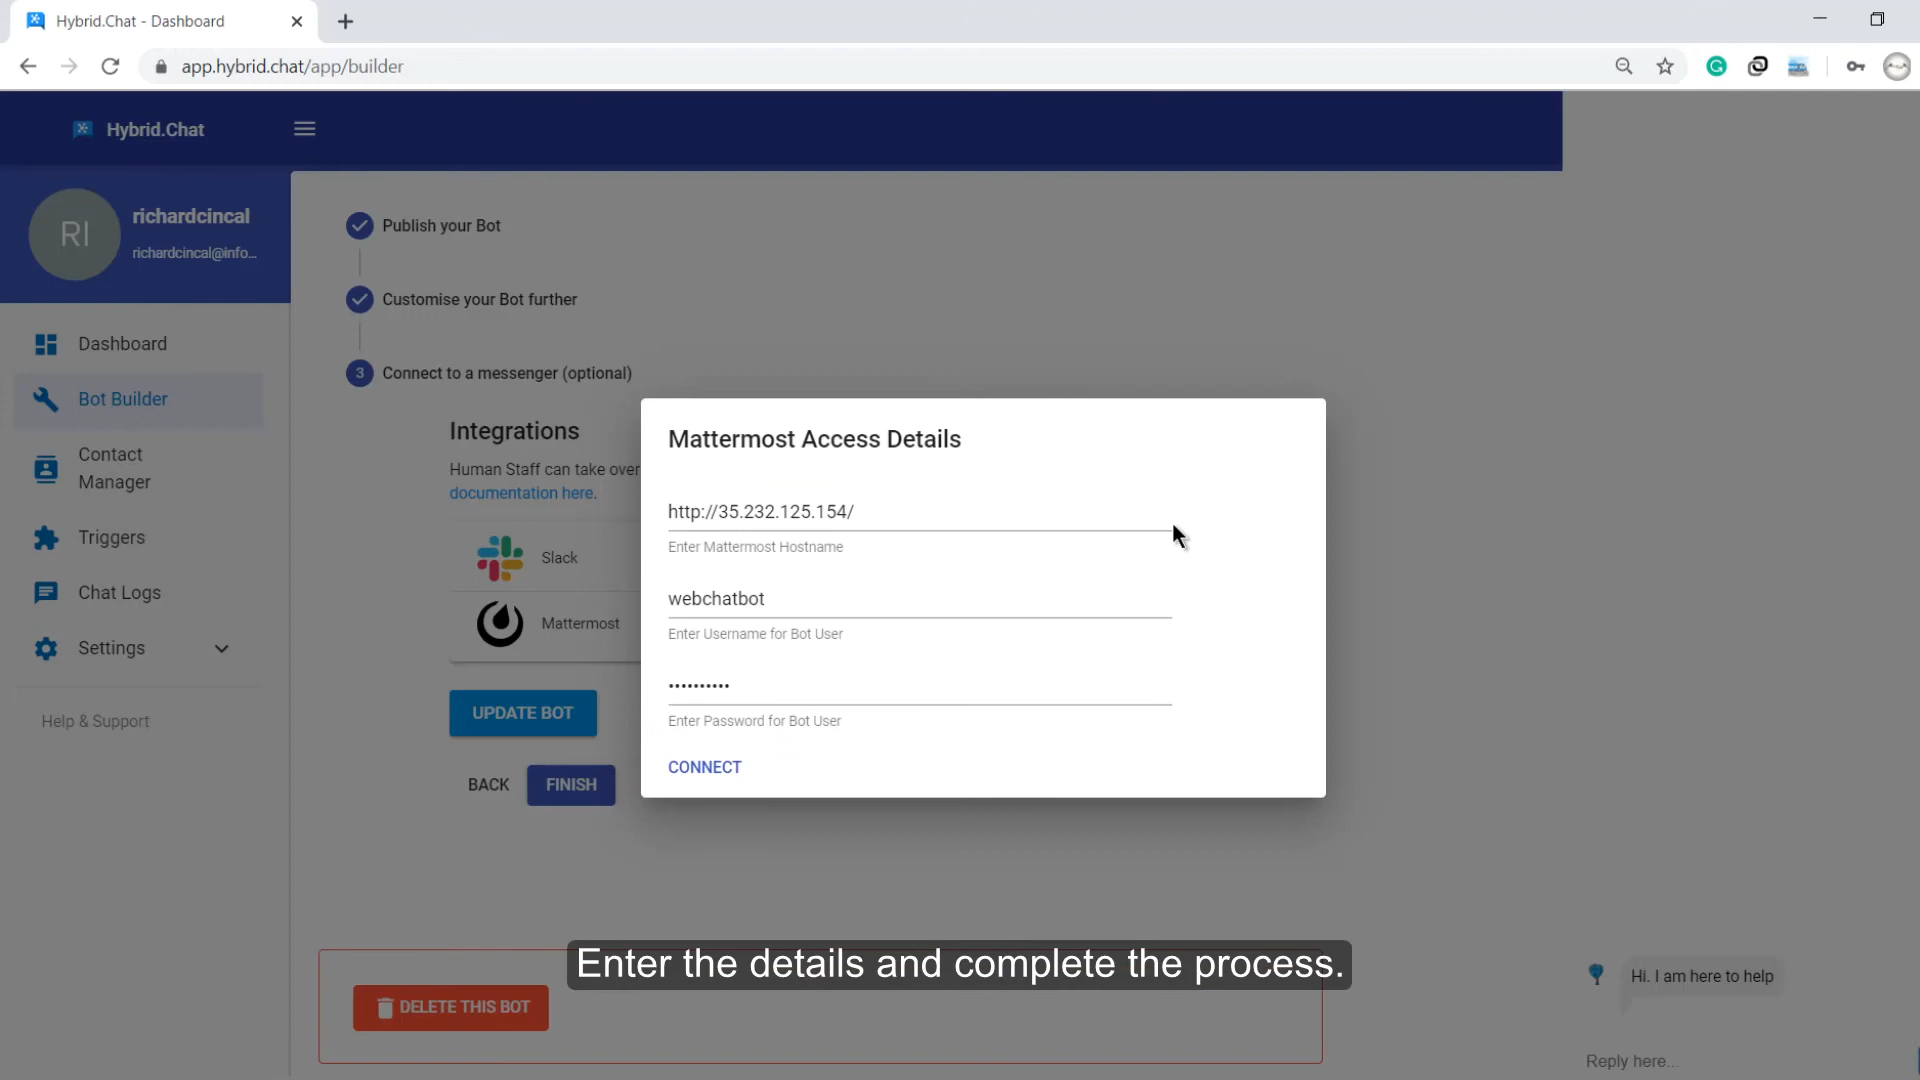 Hybrid.Chat - Dashboard
app.hybrid.chat/app/builder
Hybrid.Chat
RI
richardcincal
richardcincal@info...
Dashboard
Bot Builder
Contact
Manager
Triggers
Chat Logs
Settings
Help & Support
Publish your Bot
Customise your Bot further
3 Connect to a messenger (optional)
Integrations
Human Staff can take over
documentation here.
Slack
Mattermost
UPDATE BOT
BACK FINISH
DELETE THIS BOT
Mattermost Access Details
http://35.232.125.154/
Enter Mattermost Hostname
webchatbot
Enter Username for Bot User
••••••••••
Enter Password for Bot User
CONNECT
Enter the details and complete the process.
Hi. I am here to help
Reply here...